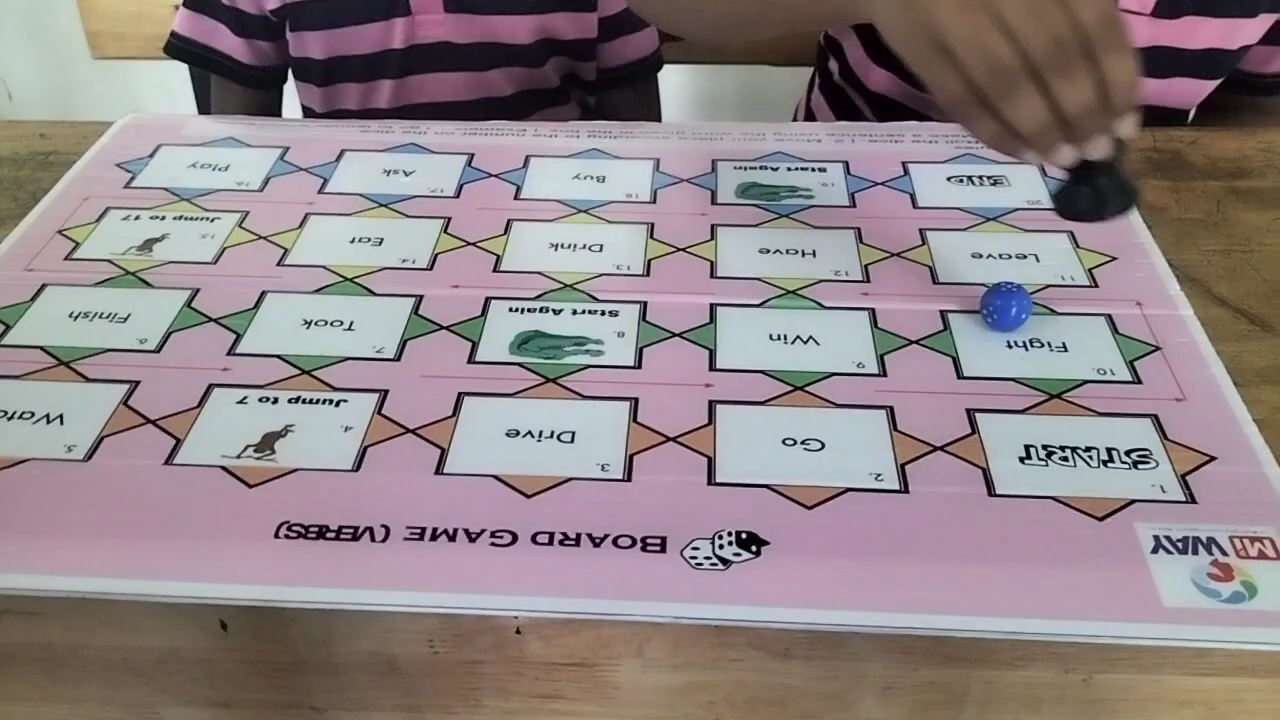 Mi WAY
BOARD GAME (VERBS)
1. START
2. Go
3. Drive
4. Jump to 7
5. Watc
6. Finish
7. Took
8. Start Again
9. Win
10. Fight
11. Leave
12. Have
13. Drink
14. Eat
15. Jump to 17
16. Play
17. Ask
18. Buy
19. Start Again
20. END